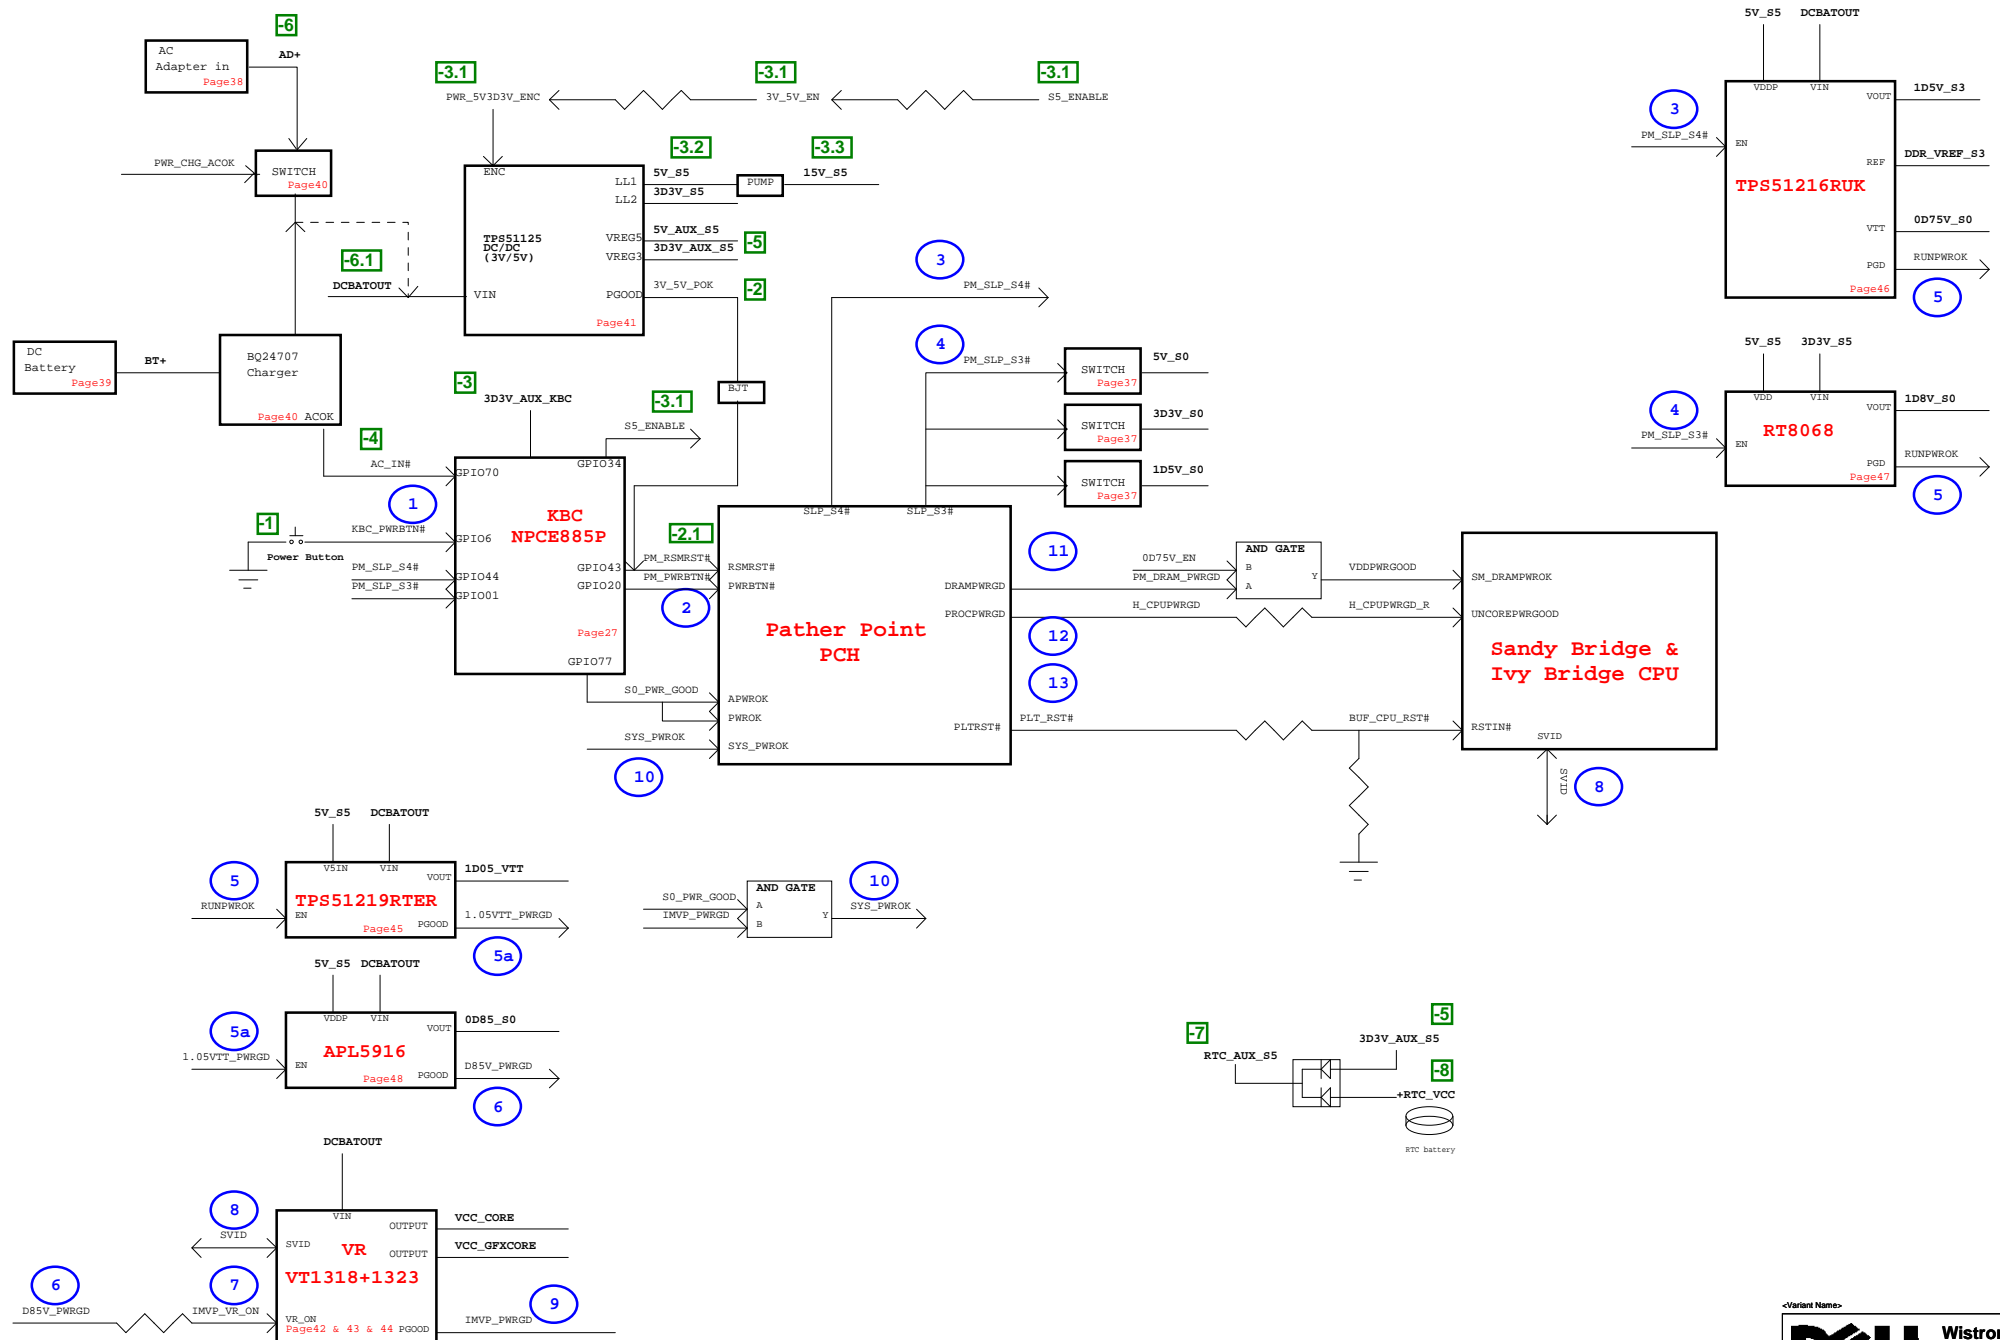 -6
AC
Adapter in
Page38
AD+
PWR_CHG_ACOK
SWITCH
Page40
-6.1
DCBATOUT
DC
Battery
Page39
BT+
BQ24707
Charger
Page40 ACOK
-4
AC_IN#
-3.1
PWR_5V3D3V_ENC
-3.1
3V_5V_EN
-3.1
S5_ENABLE
ENC
TPS51125
DC/DC
(3V/5V)
VIN
LL1
LL2
VREG5
VREG3
PGOOD
Page41
-3.2
5V_S5
3D3V_S5
PUMP
-3.3
15V_S5
5V_AUX_S5
3D3V_AUX_S5
-5
3V_5V_POK
-2
BJT
-3
3D3V_AUX_KBC
-3.1
S5_ENABLE
1
-1
Power Button
KBC_PWRBTN#
PM_SLP_S4#
PM_SLP_S3#
GPIO70
GPIO34
KBC
NPCE885P
GPIO6
GPIO43
GPIO44
GPIO20
GPIO01
Page27
GPIO77
-2.1
PM_RSMRST#
PM_PWRBTN#
2
S0_PWR_GOOD
SYS_PWROK
10
3
PM_SLP_S4#
4
PM_SLP_S3#
SWITCH
Page37
5V_S0
SWITCH
Page37
3D3V_S0
SWITCH
Page37
1D5V_S0
SLP_S4#
SLP_S3#
RSMRST#
PWRBTN#
DRAMPWRGD
PROCPWRGD
Pather Point
PCH
APWROK
PWROK
SYS_PWROK
PLTRST#
11
0D75V_EN
PM_DRAM_PWRGD
AND GATE
B
A
Y
VDDPWRGOOD
H_CPUPWRGD
H_CPUPWRGD_R
12
13
PLT_RST#
BUF_CPU_RST#
SM_DRAMPWROK
UNCOREPWRGOOD
Sandy Bridge &
Ivy Bridge CPU
RSTIN#
SVID
SVID
8
5V_S5
DCBATOUT
3
PM_SLP_S4#
VDDP
VIN
VOUT
EN
REF
TPS51216RUK
VTT
PGD
Page46
1D5V_S3
DDR_VREF_S3
0D75V_S0
RUNPWROK
5
5V_S5
3D3V_S5
4
PM_SLP_S3#
VDD
VIN
VOUT
RT8068
EN
PGD
Page47
1D8V_S0
RUNPWROK
5
5V_S5
DCBATOUT
5
RUNPWROK
V5IN
VIN
VOUT
TPS51219RTER
EN
PGOOD
Page45
1D05_VTT
1.05VTT_PWRGD
5a
S0_PWR_GOOD
IMVP_PWRGD
AND GATE
A
B
Y
10
SYS_PWROK
5V_S5
DCBATOUT
5a
1.05VTT_PWRGD
VDDP
VIN
VOUT
APL5916
EN
PGOOD
Page48
0D85_S0
D85V_PWRGD
6
-7
RTC_AUX_S5
-5
3D3V_AUX_S5
-8
+RTC_VCC
RTC battery
DCBATOUT
8
SVID
VIN
OUTPUT
SVID
VR
OUTPUT
VT1318+1323
VR_ON
Page42 & 43 & 44 PGOOD
VCC_CORE
VCC_GFXCORE
6
D85V_PWRGD
7
IMVP_VR_ON
9
IMVP_PWRGD
<Variant Name>
DELL
Wistron